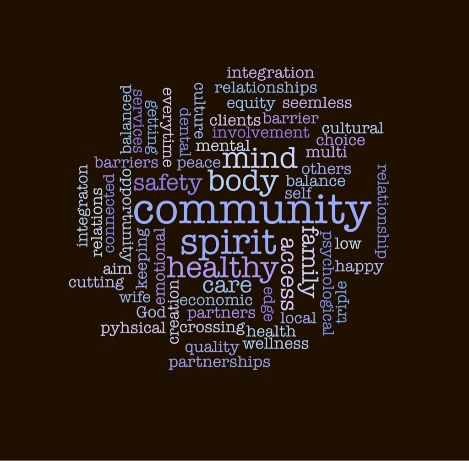 integration
relationships
equity
seemless
clients
barrier
involvement
cultural
choice
mental
multi
balanced
services
getting
everytime
dental
culture
barriers
peace
mind
others
safety
body
balance
self
community
spirit
healthy
care
access
family
integraton
relations
connected
opportunity
relationship
low
happy
aim
keeping
emotional
psychological
triple
cutting
wife
economic
God
creation
partners
edge
local
pyhsical
crossing
health
quality
wellness
partnerships